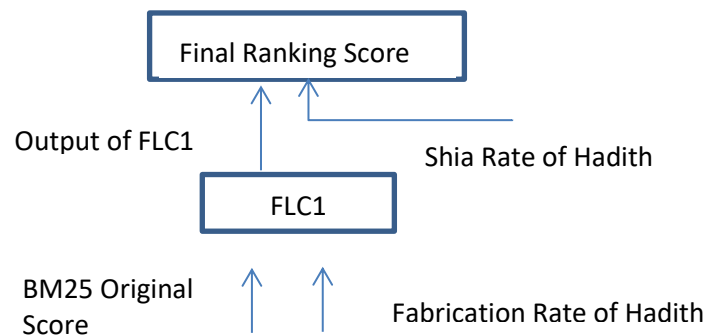 Final Ranking Score
Output of FLC1
Shia Rate of Hadith
FLC1
BM25 Original
Score
Fabrication Rate of Hadith